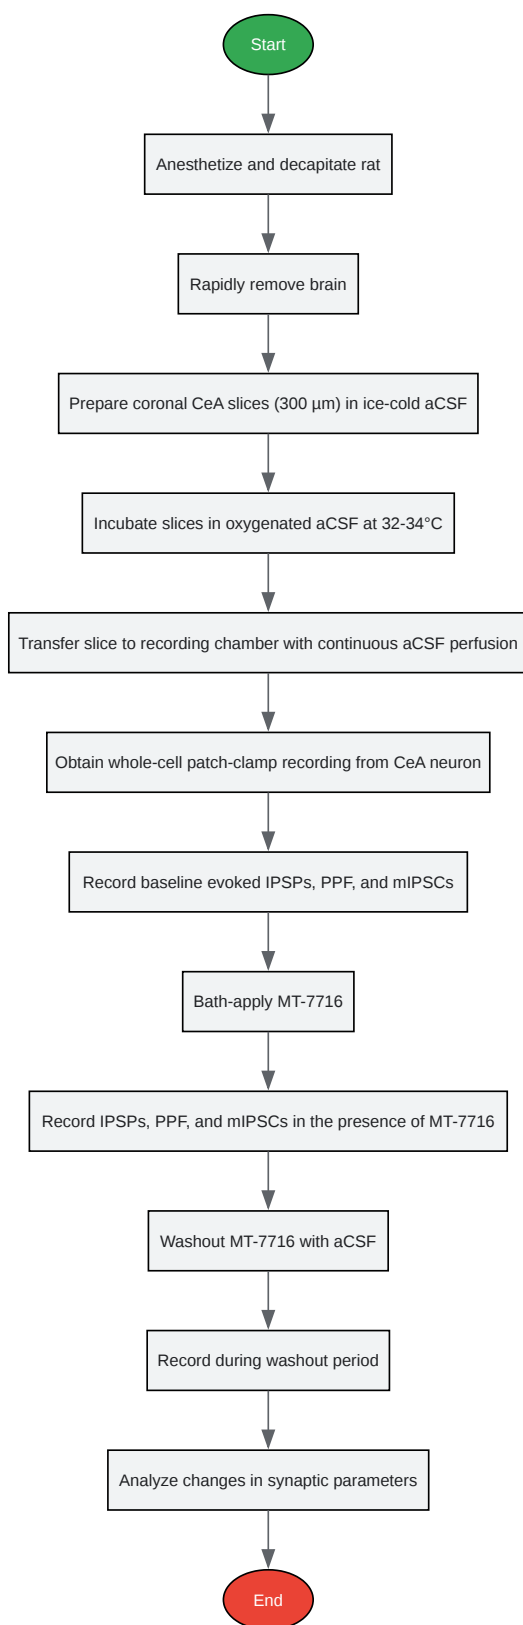 Start
Anesthetize and decapitate rat
Rapidly remove brain
Prepare coronal CeA slices (300 µm) in ice-cold aCSF
Incubate slices in oxygenated aCSF at 32-34°C
Transfer slice to recording chamber with continuous aCSF perfusion
Obtain whole-cell patch-clamp recording from CeA neuron
Record baseline evoked IPSPs, PPF, and mIPSCs
Bath-apply MT-7716
Record IPSPs, PPF, and mIPSCs in the presence of MT-7716
Washout MT-7716 with aCSF
Record during washout period
Analyze changes in synaptic parameters
End